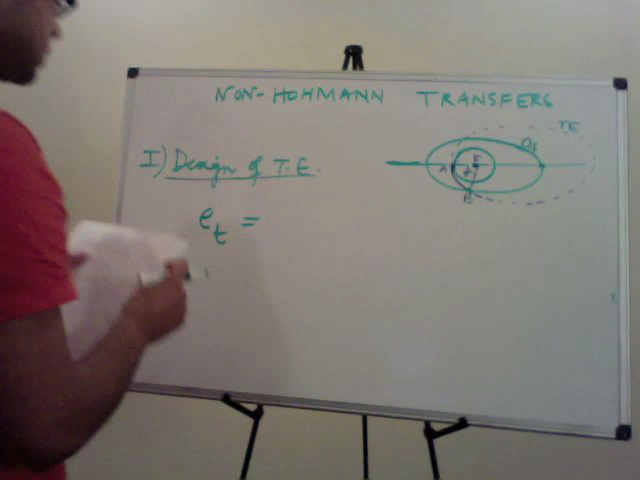 NON-HOHMANN TRANSFERS
T.E
I) Design of T.E.
A
E
B
e_t =